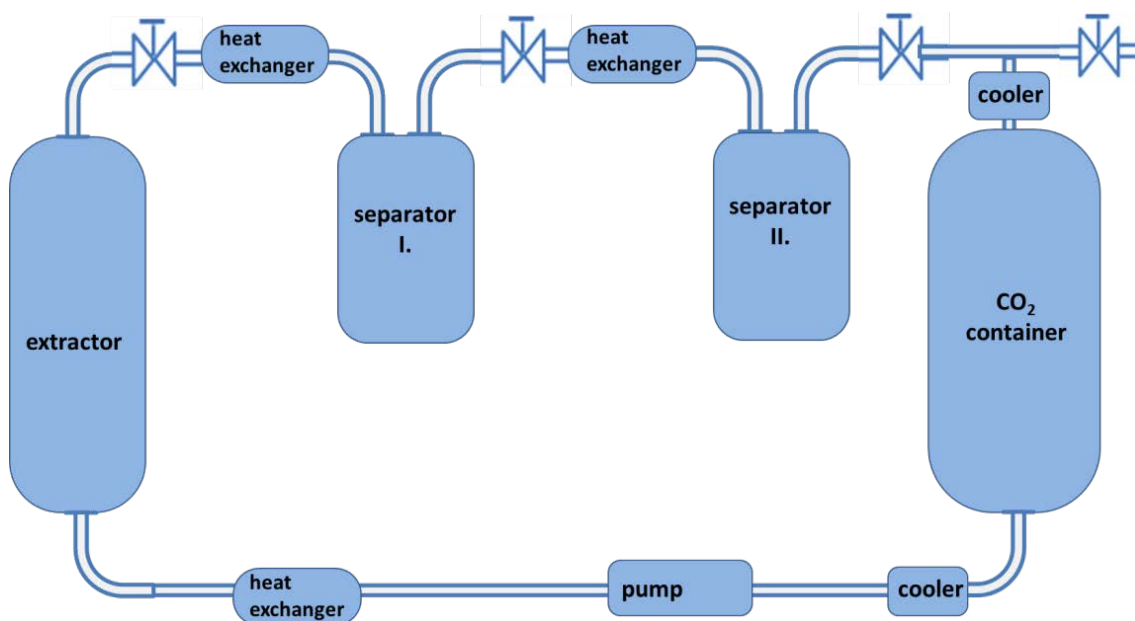 heat
exchanger
heat
exchanger
cooler
separator
I.
separator
II.
extractor
CO₂
container
heat
exchanger
pump
cooler